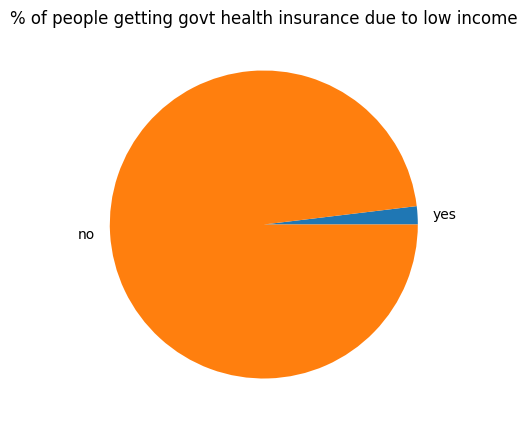 % of people getting govt health insurance due to low income
yes
no